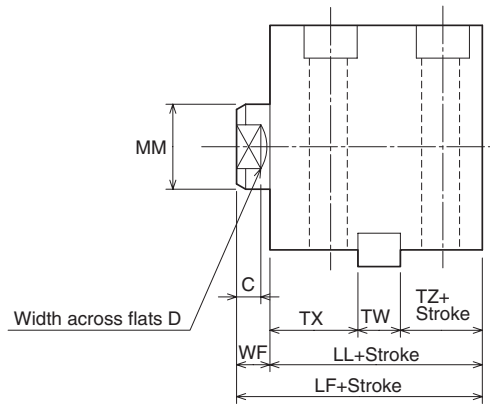 MM
C
Width across flats D
TX
TW
TZ+
Stroke
WF
LL+Stroke
LF+Stroke